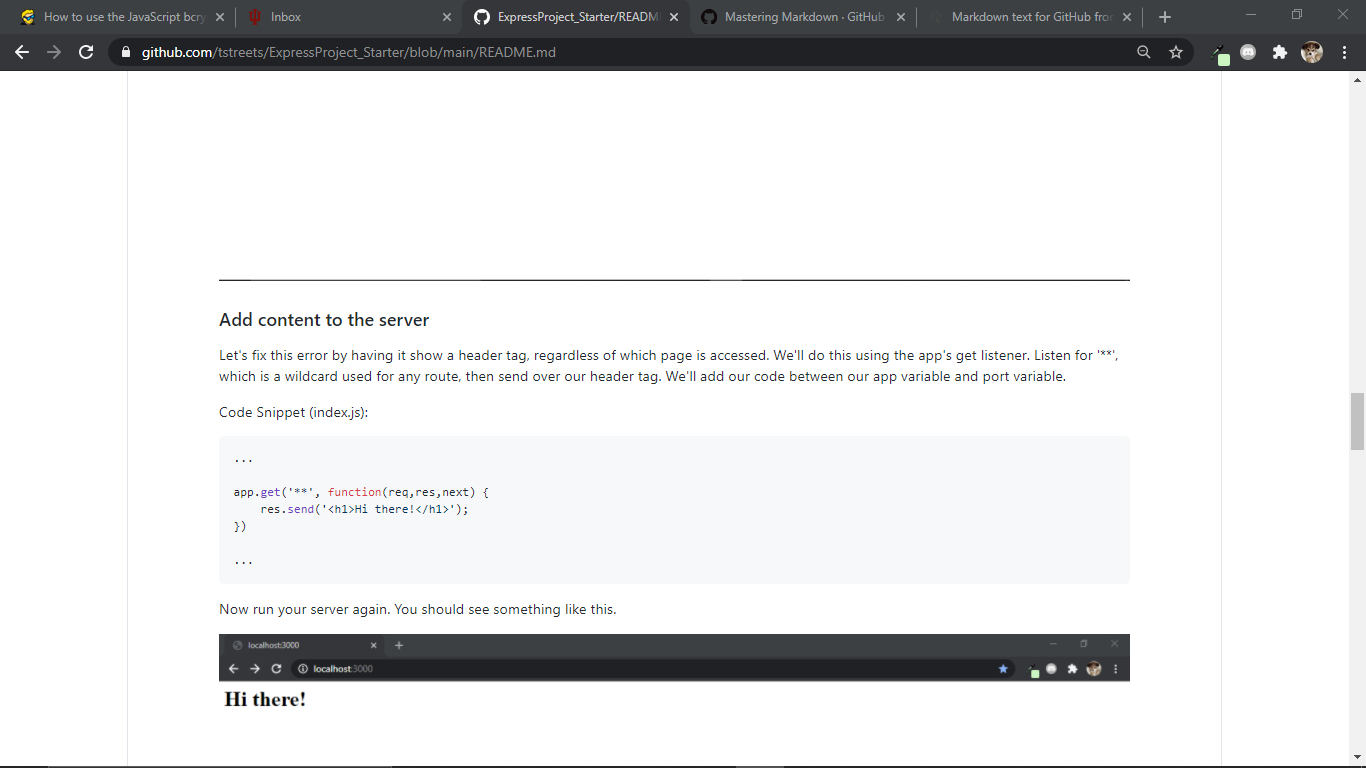 How to use the JavaScript bcry
Inbox
ExpressProject_Starter/READM
Mastering Markdown · GitHub
Markdown text for GitHub from
github.com/tstreets/ExpressProject_Starter/blob/main/README.md
Add content to the server
Let's fix this error by having it show a header tag, regardless of which page is accessed. We'll do this using the app's get listener. Listen for '**',
which is a wildcard used for any route, then send over our header tag. We'll add our code between our app variable and port variable.
Code Snippet (index.js):
...
app.get('**', function(req,res,next) {
    res.send('<h1>Hi there!</h1>');
})
...
Now run your server again. You should see something like this.
localhost:3000
localhost:3000
Hi there!